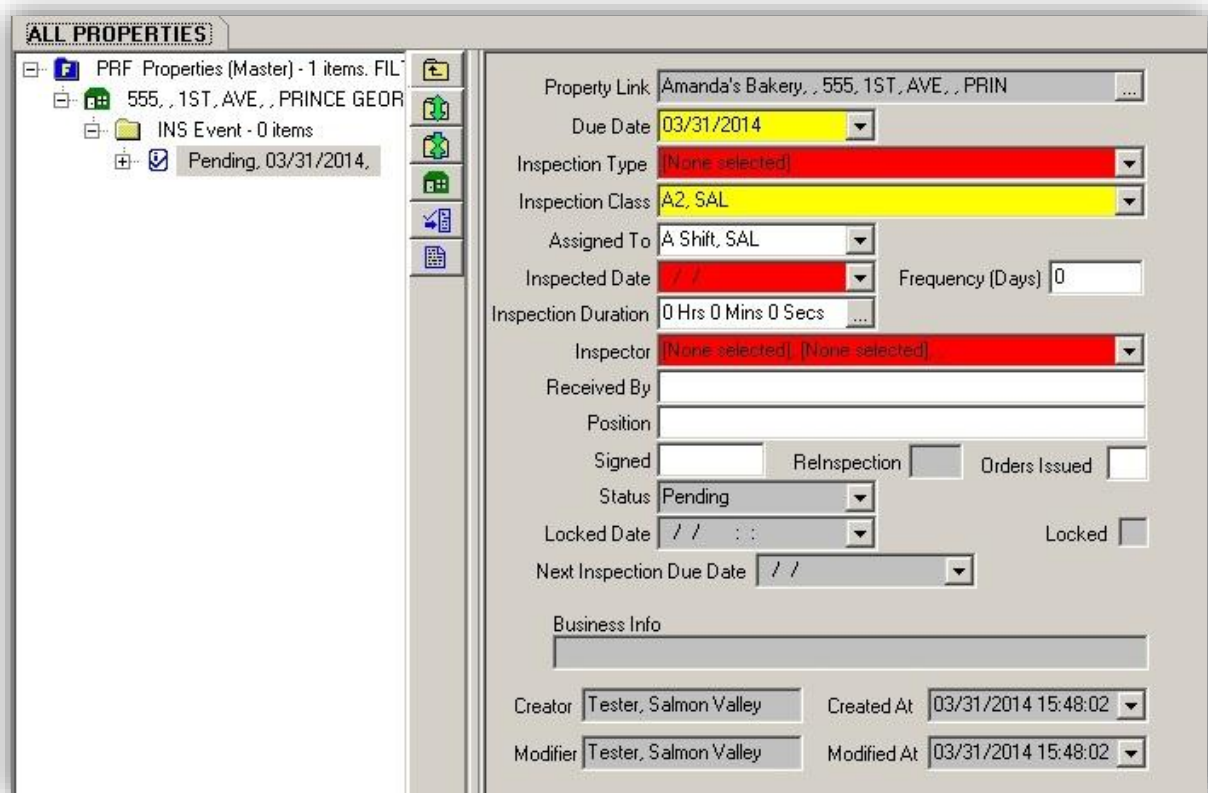 ALL PROPERTIES
PRF Properties (Master) - 1 items. FIL
555, , 1ST, AVE, , PRINCE GEOR
INS Event - 0 items
Pending, 03/31/2014,
Property Link Amanda's Bakery, , 555, 1ST, AVE, , PRIN ...
Due Date 03/31/2014
Inspection Type [None selected]
Inspection Class A2, SAL
Assigned To A Shift, SAL
Inspected Date / / Frequency (Days) 0
Inspection Duration 0 Hrs 0 Mins 0 Secs ...
Inspector [None selected], [None selected], ,
Received By
Position
Signed ReInspection Orders Issued
Status Pending
Locked Date / / : : Locked
Next Inspection Due Date / /
Business Info
Creator Tester, Salmon Valley Created At 03/31/2014 15:48:02
Modifier Tester, Salmon Valley Modified At 03/31/2014 15:48:02